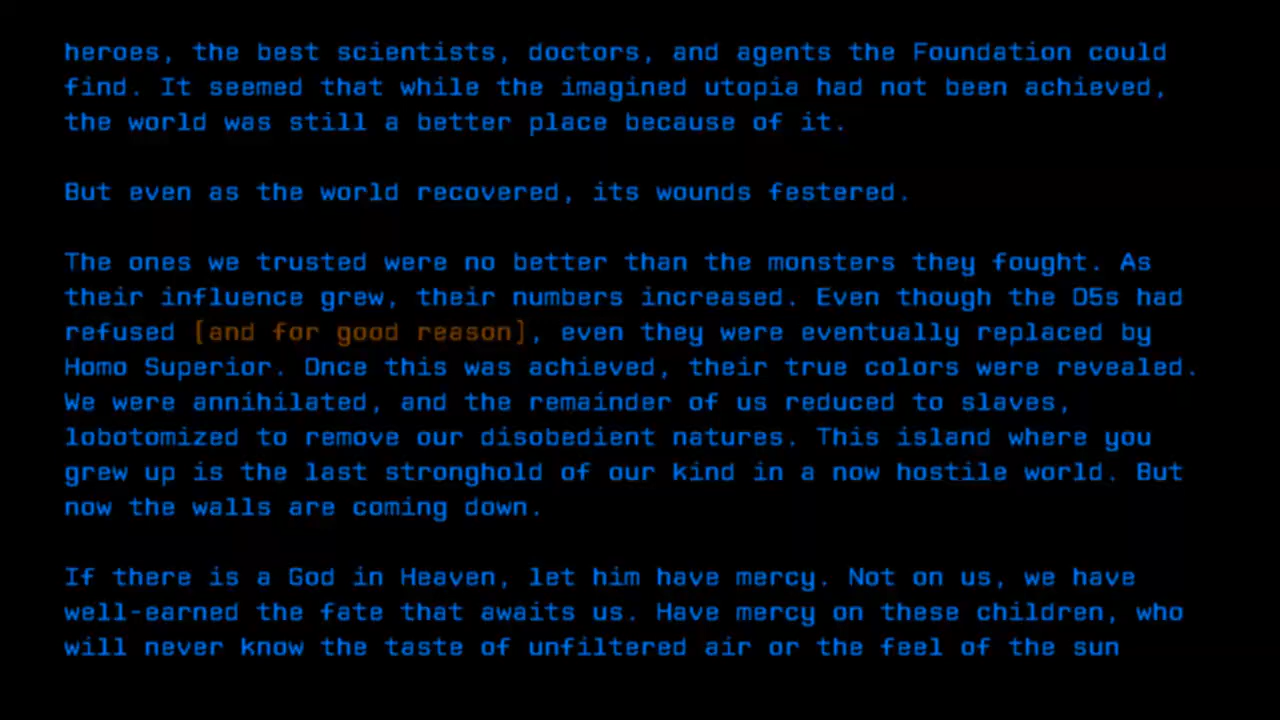 heroes, the best scientists, doctors, and agents the Foundation could
find. It seemed that while the imagined utopia had not been achieved,
the world was still a better place because of it.
But even as the world recovered, its wounds festered.
The ones we trusted were no better than the monsters they fought. As
their influence grew, their numbers increased. Even though the O5s had
refused [and for good reason], even they were eventually replaced by
Homo Superior. Once this was achieved, their true colors were revealed.
We were annihilated, and the remainder of us reduced to slaves,
lobotomized to remove our disobedient natures. This island where you
grew up is the last stronghold of our kind in a now hostile world. But
now the walls are coming down.
If there is a God in Heaven, let him have mercy. Not on us, we have
well-earned the fate that awaits us. Have mercy on these children, who
will never know the taste of unfiltered air or the feel of the sun